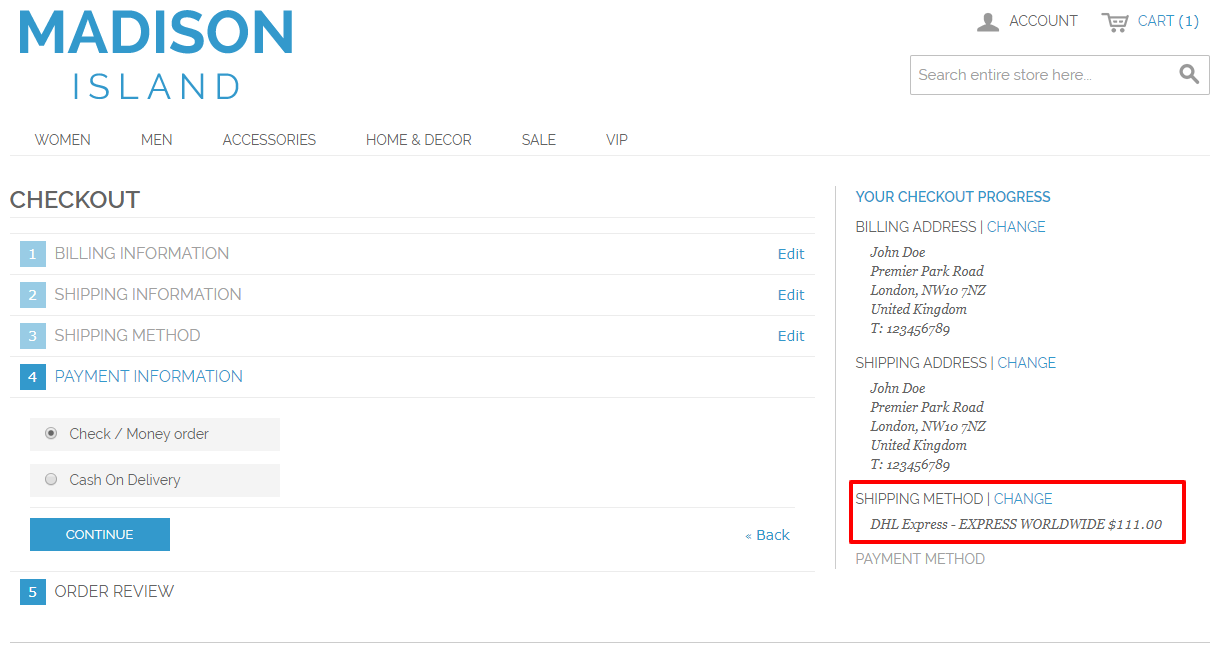 MADISON
ISLAND
ACCOUNT
CART (1)
Search entire store here...
WOMEN
MEN
ACCESSORIES
HOME & DECOR
SALE
VIP
CHECKOUT
1 BILLING INFORMATION Edit
2 SHIPPING INFORMATION Edit
3 SHIPPING METHOD Edit
4 PAYMENT INFORMATION
Check / Money order
Cash On Delivery
CONTINUE
« Back
5 ORDER REVIEW
YOUR CHECKOUT PROGRESS
BILLING ADDRESS | CHANGE
John Doe
Premier Park Road
London, NW10 7NZ
United Kingdom
T: 123456789
SHIPPING ADDRESS | CHANGE
John Doe
Premier Park Road
London, NW10 7NZ
United Kingdom
T: 123456789
SHIPPING METHOD | CHANGE
DHL Express - EXPRESS WORLDWIDE $111.00
PAYMENT METHOD